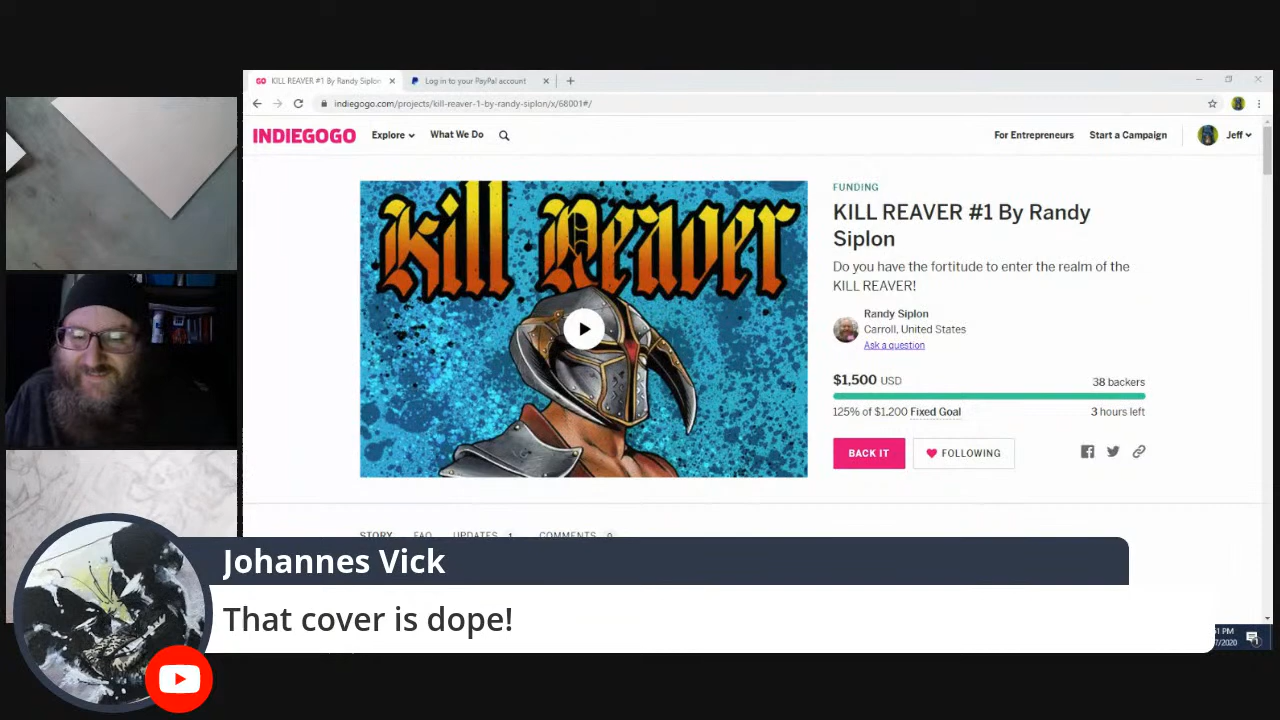 KILL REAVER #1 By Randy Siplon
Log in to your PayPal account
indiegogo.com/projects/kill-reaver-1-by-randy-siplon/x/68001#/
INDIEGOGO
Explore
What We Do
For Entrepreneurs
Start a Campaign
Jeff
Kill Reaver
FUNDING
KILL REAVER #1 By Randy
Siplon
Do you have the fortitude to enter the realm of the
KILL REAVER!
Randy Siplon
Carroll, United States
Ask a question
$1,500 USD
38 backers
125% of $1,200 Fixed Goal
3 hours left
BACK IT
FOLLOWING
STORY
FAQ
UPDATES 1
COMMENTS 0
Johannes Vick
That cover is dope!